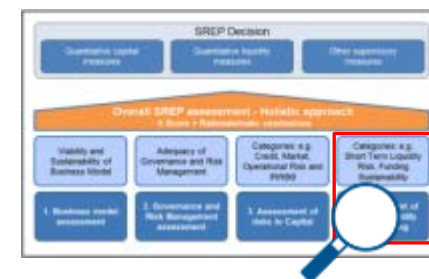 SREP Decision
Quantitative capital
measures
Quantitative liquidity
measures
Other supervisory
measures
Overall SREP assessment - Holistic approach
Viability and
Sustainability of
Business Model
Adequacy of
Governance and Risk
Management
Categories: e.g.
Credit, Market,
Operational Risk and
IRRBB
Categories: e.g.
Short Term Liquidity
Risk, Funding
Sustainability
1. Business model
assessment
2. Governance and
Risk Management
assessment
3. Assessment of
risks to Capital